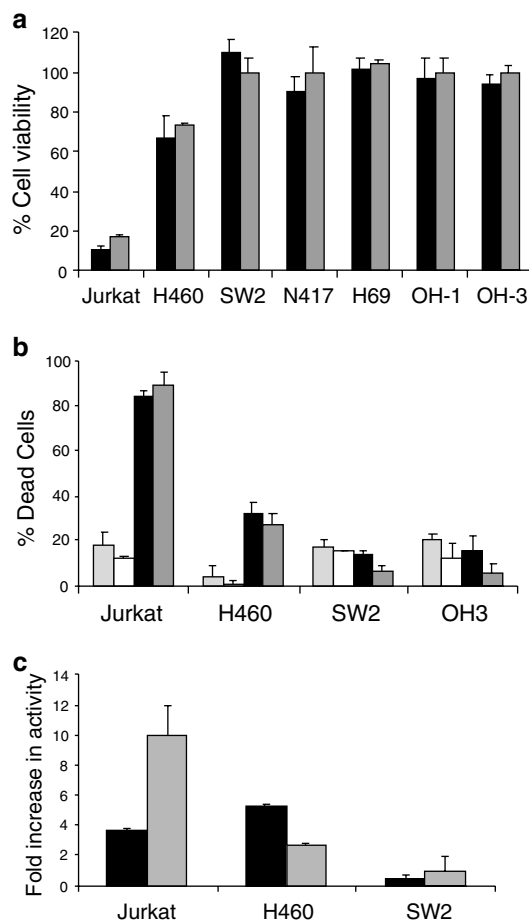 a
% Cell viability
120
100
80
60
40
20
0
Jurkat H460 SW2 N417 H69 OH-1 OH-3
b
% Dead Cells
100
80
60
40
20
0
Jurkat H460 SW2 OH3
c
Fold increase in activity
14
12
10
8
6
4
2
0
Jurkat H460 SW2